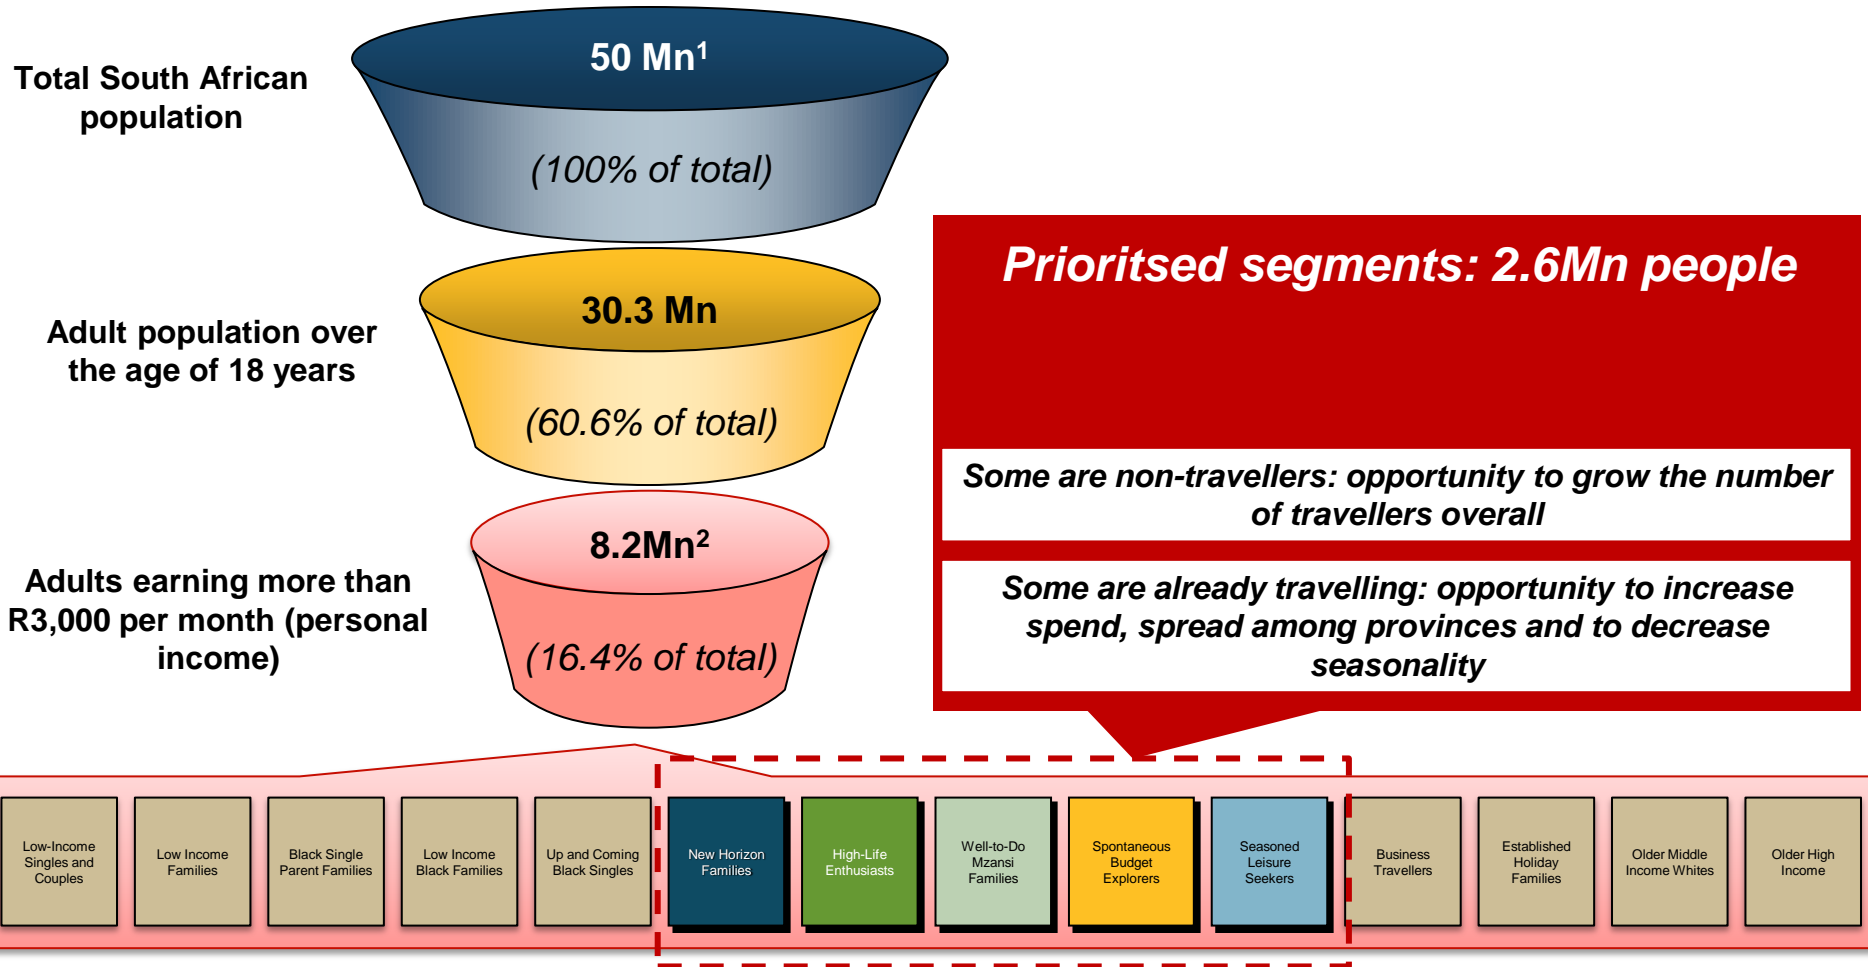 Total South African
population
50 Mn¹
(100% of total)
Adult population over
the age of 18 years
30.3 Mn
(60.6% of total)
Adults earning more than
R3,000 per month (personal
income)
8.2Mn²
(16.4% of total)
Prioritsed segments: 2.6Mn people
Some are non-travellers: opportunity to grow the number
of travellers overall
Some are already travelling: opportunity to increase
spend, spread among provinces and to decrease
seasonality
Low-Income
Singles and
Couples
Low Income
Families
Black Single
Parent Families
Low Income
Black Families
Up and Coming
Black Singles
New Horizon
Families
High-Life
Enthusiasts
Well-to-Do
Mzansi
Families
Spontaneous
Budget
Explorers
Seasoned
Leisure
Seekers
Business
Travellers
Established
Holiday
Families
Older Middle
Income Whites
Older High
Income